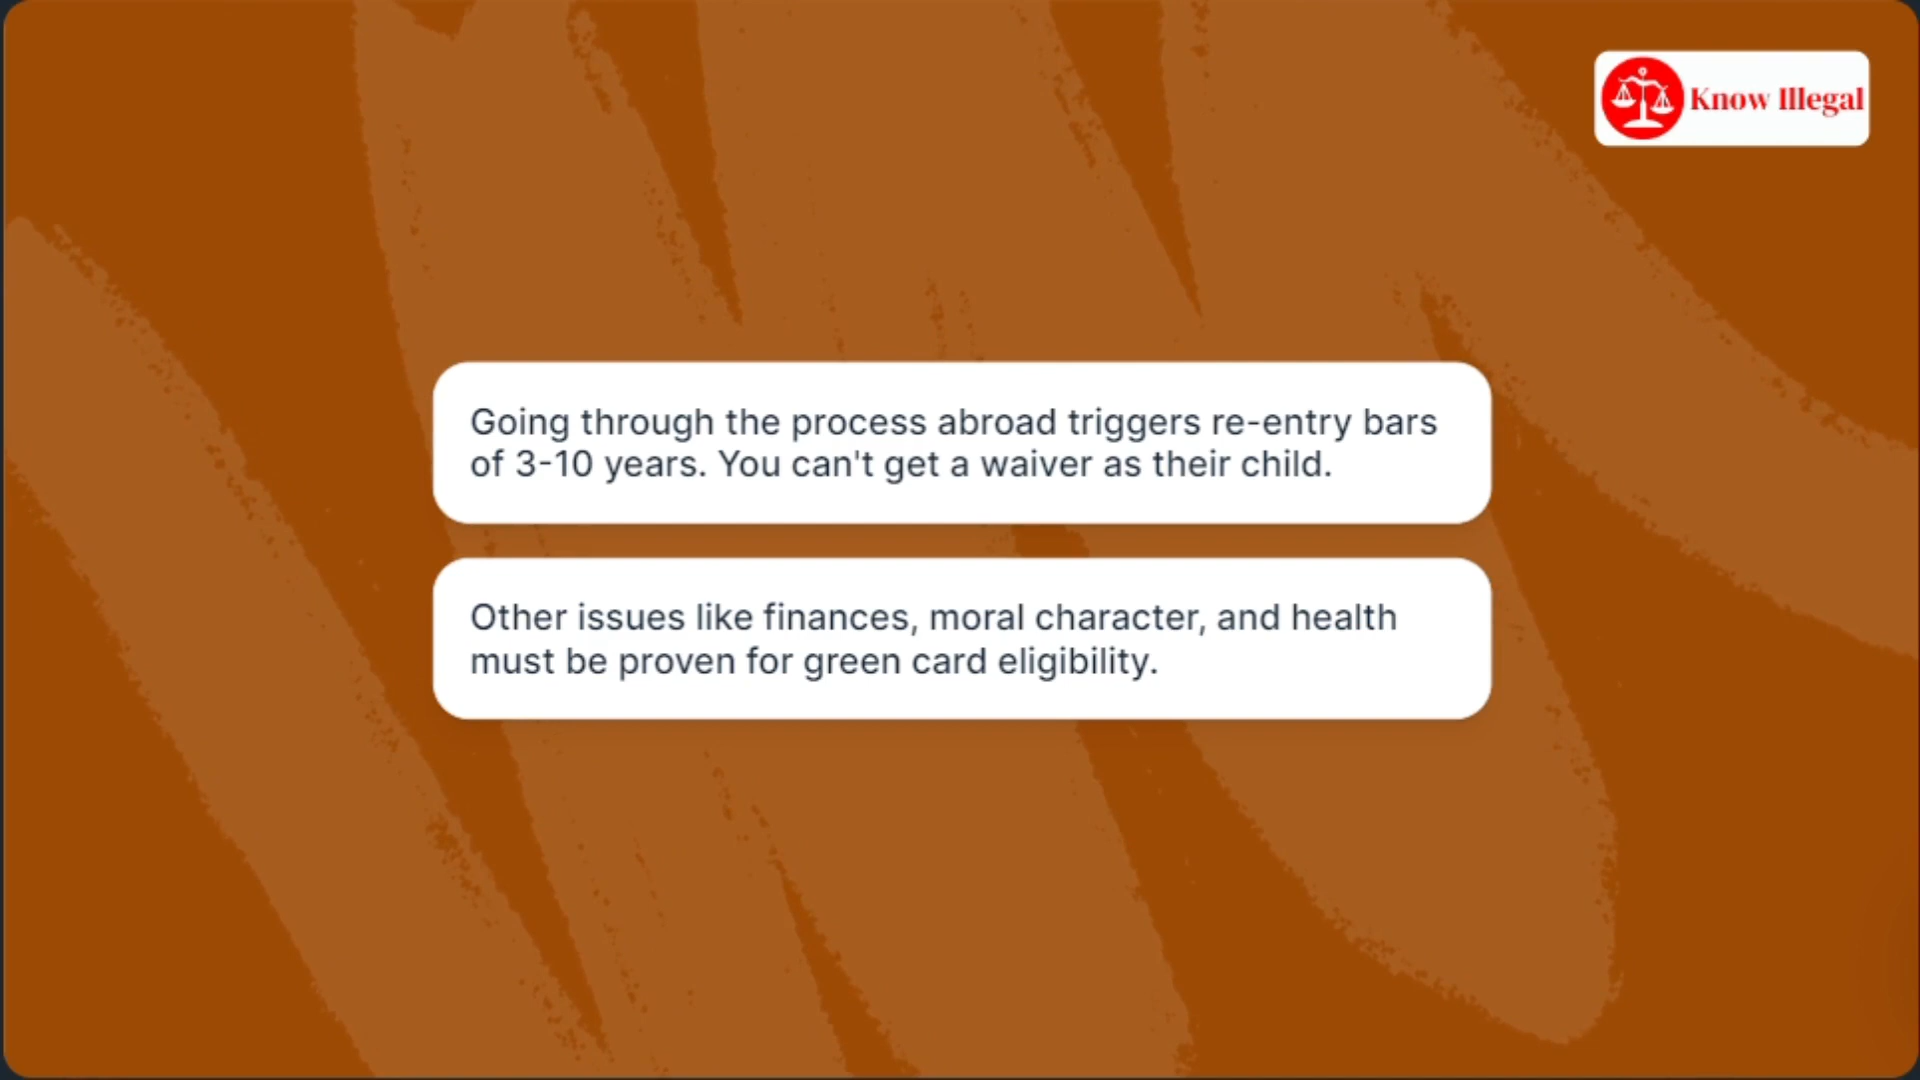 Know Illegal
Going through the process abroad triggers re-entry bars
of 3-10 years. You can't get a waiver as their child.
Other issues like finances, moral character, and health
must be proven for green card eligibility.